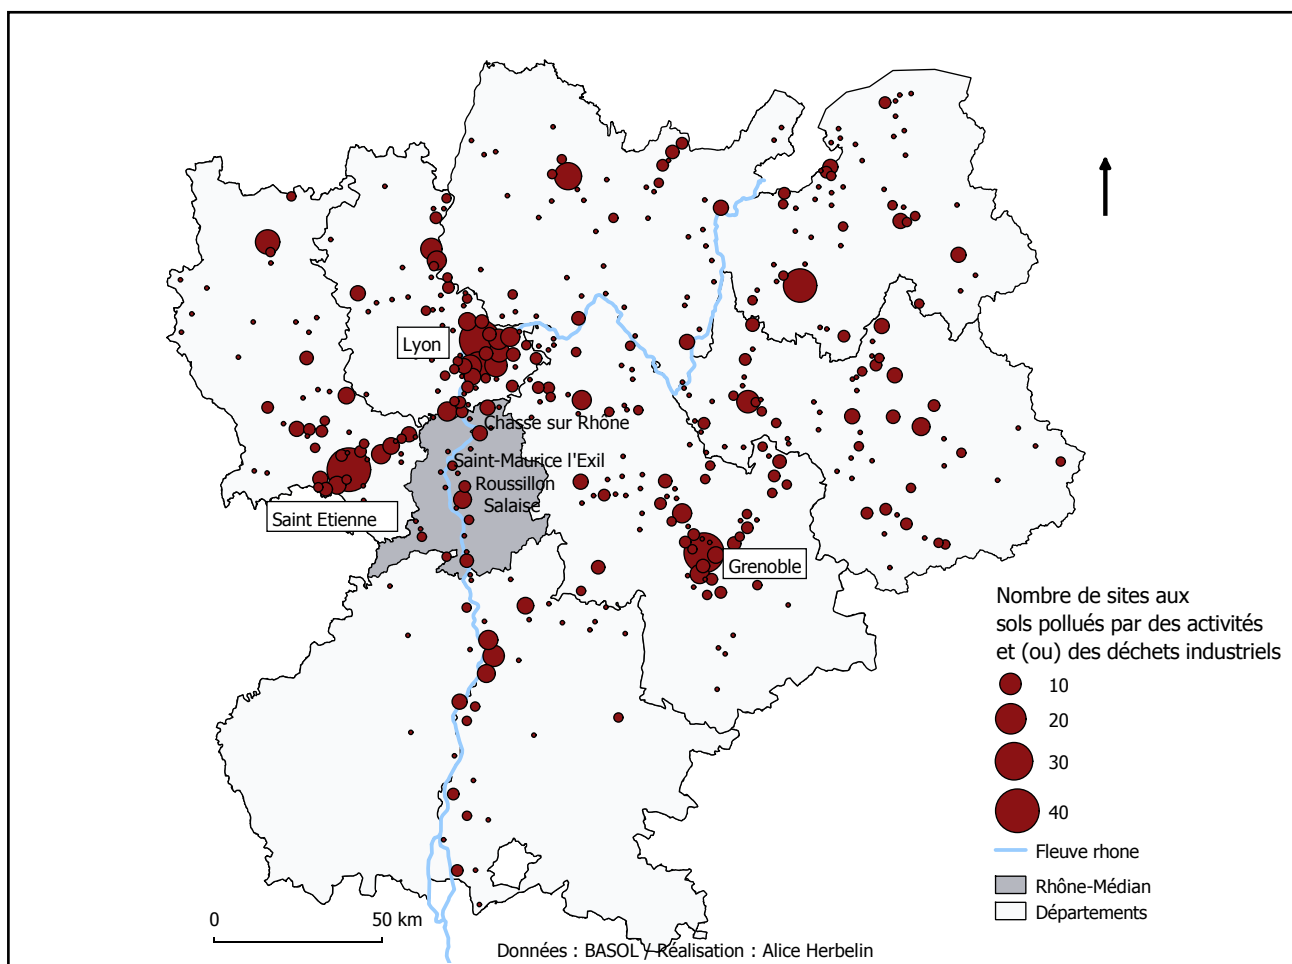 Lyon
Chasse sur Rhône
Saint-Maurice l'Exil
Roussillon
Salaise
Saint Etienne
Grenoble
Nombre de sites aux
sols pollués par des activités
et (ou) des déchets industriels
10
20
30
40
Fleuve rhone
Rhône-Médian
Départements
0 50 km
Données : BASOL / Réalisation : Alice Herbelin